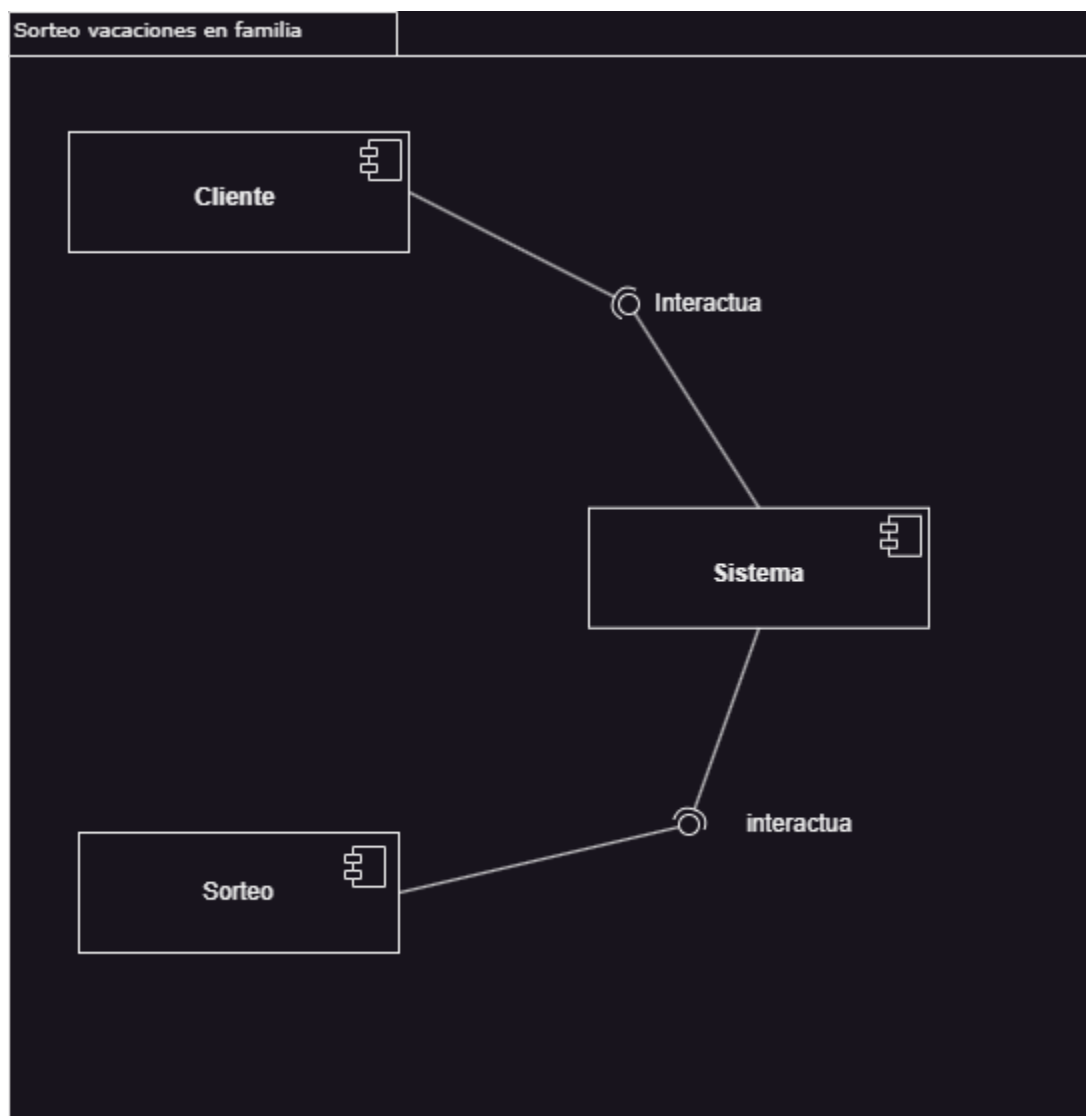 Sorteo vacaciones en familia
Cliente
Interactua
Sistema
interactua
Sorteo